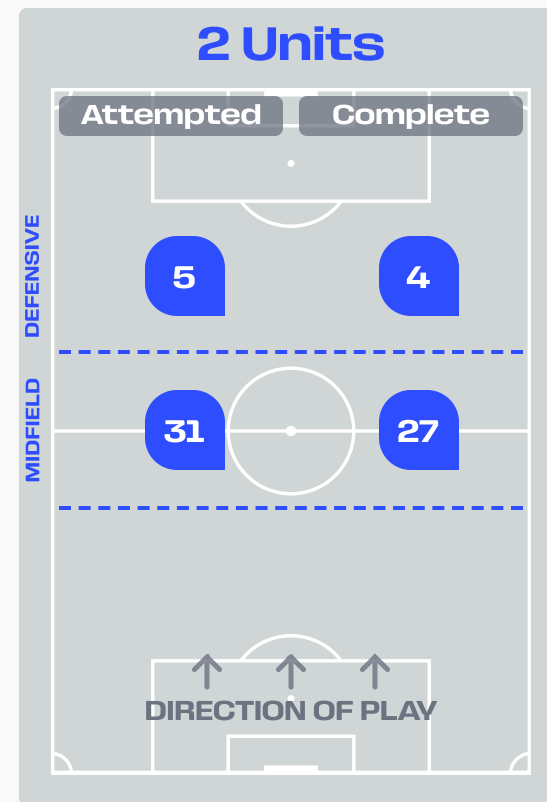 2 Units
Attempted Complete
DEFENSIVE
5 4
MIDFIELD
31 27
DIRECTION OF PLAY